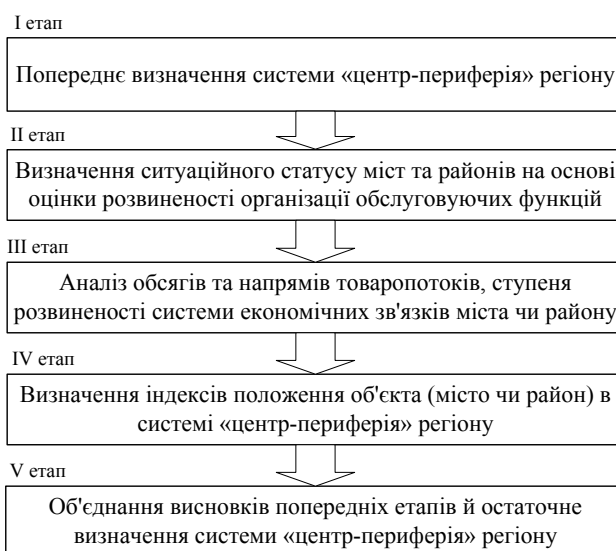 I етап
Попереднє визначення системи «центр-периферія» регіону
II етап
Визначення ситуаційного статусу міст та районів на основі
оцінки розвиненості організації обслуговуючих функцій
III етап
Аналіз обсягів та напрямів товаропотоків, ступеня
розвиненості системи економічних зв'язків міста чи району
IV етап
Визначення індексів положення об'єкта (місто чи район) в
системі «центр-периферія» регіону
V етап
Об'єднання висновків попередніх етапів й остаточне
визначення системи «центр-периферія» регіону